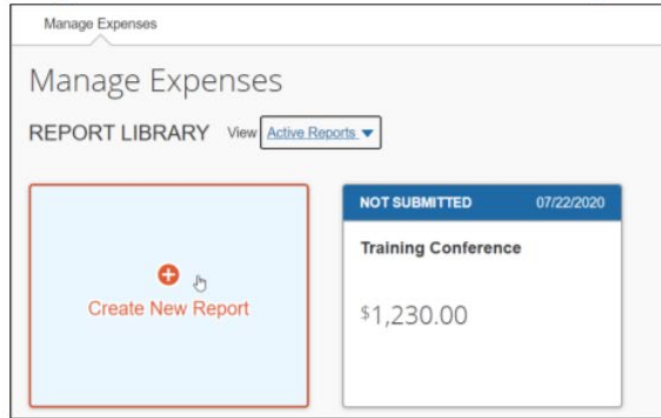 Manage Expenses
Manage Expenses
REPORT LIBRARY View Active Reports
NOT SUBMITTED 07/22/2020
Training Conference
Create New Report
$1,230.00